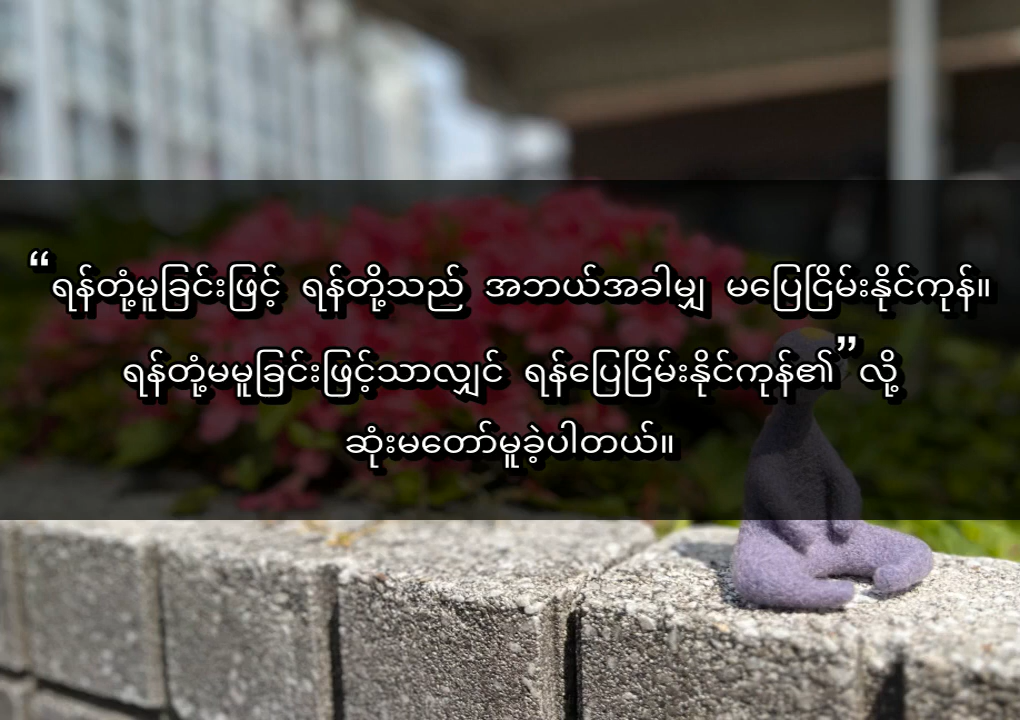 “ရန်တုံ့မူခြင်းဖြင့် ရန်တို့သည် အဘယ်အခါမျှ မပြေငြိမ်းနိုင်ကုန်။
ရန်တုံ့မမူခြင်းဖြင့်သာလျှင် ရန်ပြေငြိမ်းနိုင်ကုန်၏”လို့
ဆုံးမတော်မူခဲ့ပါတယ်။